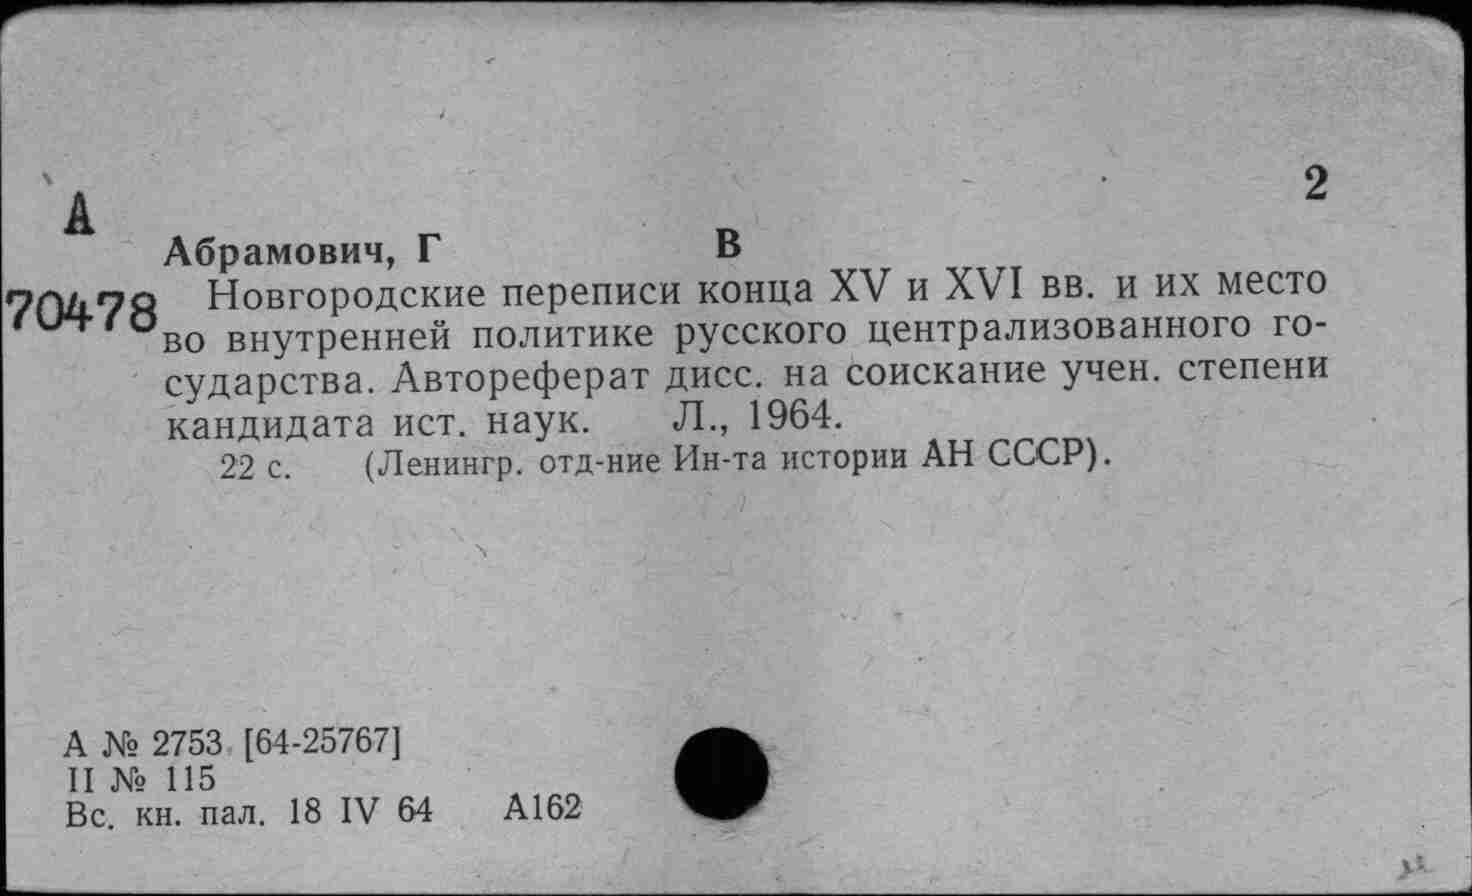 2
А
Абрамович, Г В
70478 Новгородские переписи конца XV и XVI вв. и их место
во внутренней политике русского централизованного го-
сударства. Автореферат дисс. на соискание учен. степени
кандидата ист. наук. Л., 1964.
22 с. (Ленингр. отд-ние Ин-та истории АН СССР).
А № 2753 [64-25767]
II № 115
Вс. кн. пал. 18 IV 64 А162